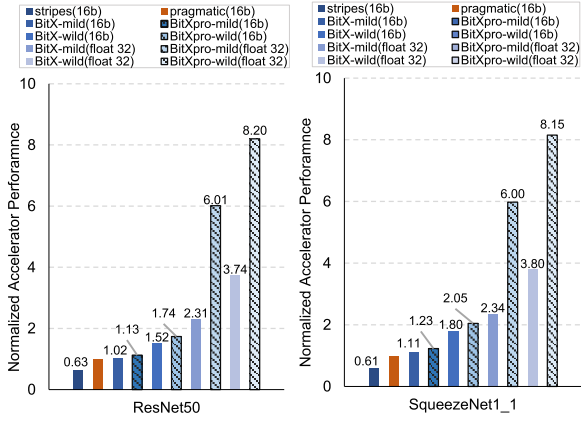 stripes(16b) pragmatic(16b)
BitX-mild(16b) BitXpro-mild(16b)
BitX-wild(16b) BitXpro-wild(16b)
BitX-mild(float 32) BitXpro-mild(float 32)
BitX-wild(float 32) BitXpro-wild(float 32)
Normalized Accelerator Perforamnce
10
8
6
4
2
0
0.63
1.02
1.13
1.52
1.74
2.31
6.01
3.74
8.20
ResNet50
stripes(16b) pragmatic(16b)
BitX-mild(16b) BitXpro-mild(16b)
BitX-wild(16b) BitXpro-wild(16b)
BitX-mild(float 32) BitXpro-mild(float 32)
BitX-wild(float 32) BitXpro-wild(float 32)
Normalized Accelerator Perforamnce
10
8
6
4
2
0
0.61
1.11
1.23
1.80
2.05
2.34
6.00
3.80
8.15
SqueezeNet1_1